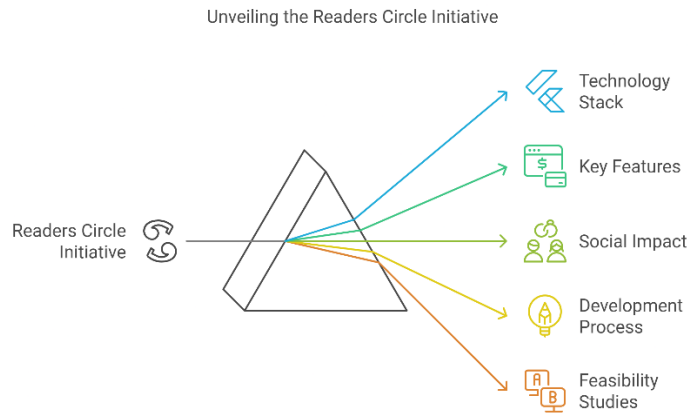 Unveiling the Readers Circle Initiative
Technology
Stack
$
Key Features
Readers Circle
Initiative
Social Impact
Development
Process
A
B
Feasibility
Studies